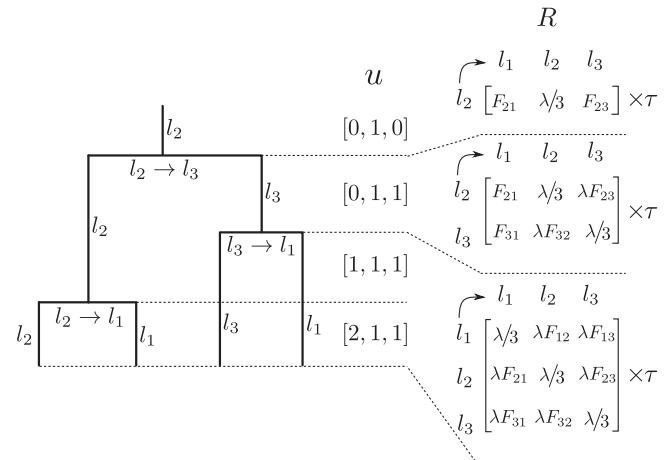 R
u
l₁ l₂ l₃
l₂ [F₂₁ λ/3 F₂₃] ×τ
l₂
[0, 1, 0]
l₂ → l₃
l₁ l₂ l₃
l₂ [F₂₁ λ/3 λF₂₃]
l₃ [F₃₁ λF₃₂ λ/3] ×τ
l₂ l₃
[0, 1, 1]
l₃ → l₁
[1, 1, 1]
l₁ l₂ l₃
l₂ → l₁
l₂ l₁ l₃ l₁
[2, 1, 1]
l₁ [λ/3 λF₁₂ λF₁₃]
l₂ [λF₂₁ λ/3 λF₂₃] ×τ
l₃ [λF₃₁ λF₃₂ λ/3]